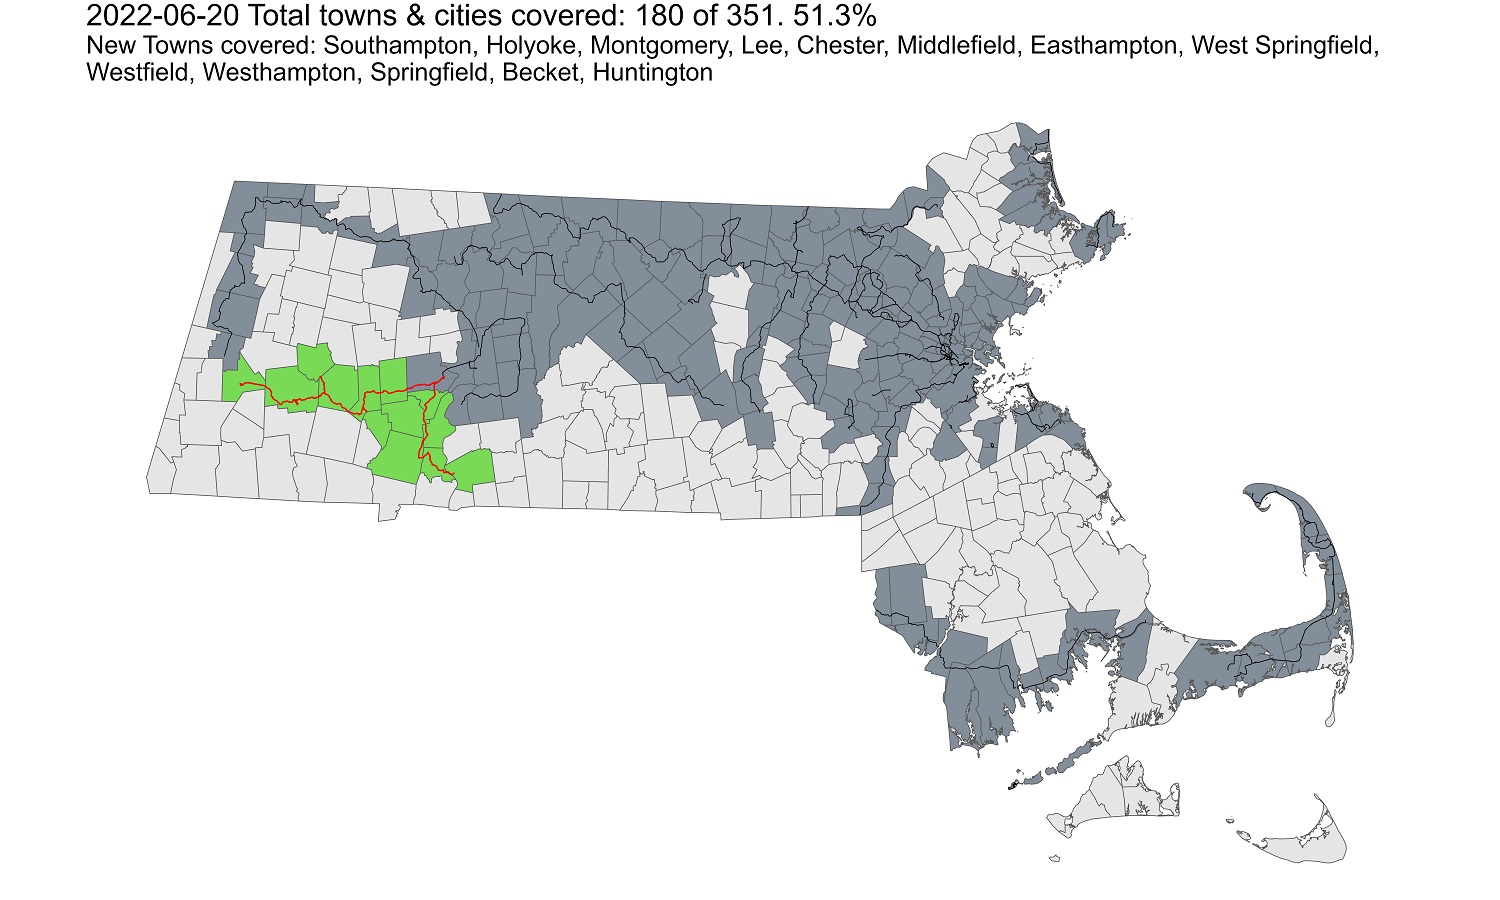 2022-06-20 Total towns & cities covered: 180 of 351. 51.3%
New Towns covered: Southampton, Holyoke, Montgomery, Lee, Chester, Middlefield, Easthampton, West Springfield,
Westfield, Westhampton, Springfield, Becket, Huntington